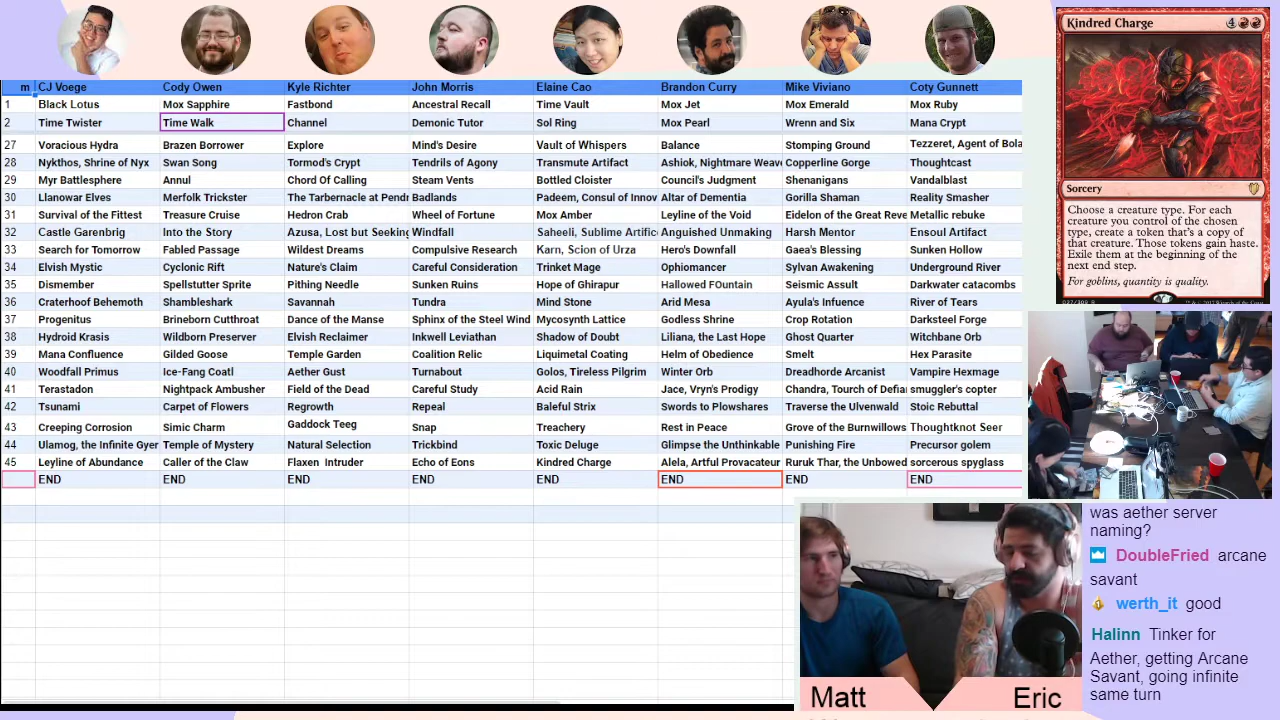 m CJ Voege Cody Owen Kyle Richter John Morris Elaine Cao Brandon Curry Mike Viviano Coty Gunnett
1 Black Lotus Mox Sapphire Fastbond Ancestral Recall Time Vault Mox Jet Mox Emerald Mox Ruby
2 Time Twister Time Walk Channel Demonic Tutor Sol Ring Mox Pearl Wrenn and Six Mana Crypt
27 Voracious Hydra Brazen Borrower Explore Mind's Desire Vault of Whispers Balance Stomping Ground Tezzeret, Agent of Bola
28 Nykthos, Shrine of Nyx Swan Song Tormod's Crypt Tendrils of Agony Transmute Artifact Ashiok, Nightmare Weave Copperline Gorge Thoughtcast
29 Myr Battlesphere Annul Chord Of Calling Steam Vents Bottled Cloister Council's Judgment Shenanigans Vandalblast
30 Llanowar Elves Merfolk Trickster The Tarbernacle at Pendr Badlands Padeem, Consul of Innov Altar of Dementia Gorilla Shaman Reality Smasher
31 Survival of the Fittest Treasure Cruise Hedron Crab Wheel of Fortune Mox Amber Leyline of the Void Eidelon of the Great Reve Metallic rebuke
32 Castle Garenbrig Into the Story Azusa, Lost but Seeking Windfall Saheeli, Sublime Artific Anguished Unmaking Harsh Mentor Ensoul Artifact
33 Search for Tomorrow Fabled Passage Wildest Dreams Compulsive Research Karn, Scion of Urza Hero's Downfall Gaea's Blessing Sunken Hollow
34 Elvish Mystic Cyclonic Rift Nature's Claim Careful Consideration Trinket Mage Ophiomancer Sylvan Awakening Underground River
35 Dismember Spellstutter Sprite Pithing Needle Sunken Ruins Hope of Ghirapur Hallowed FOuntain Seismic Assult Darkwater catacombs
36 Craterhoof Behemoth Shambleshark Savannah Tundra Mind Stone Arid Mesa Ayula's Infuence River of Tears
37 Progenitus Brineborn Cutthroat Dance of the Manse Sphinx of the Steel Wind Mycosynth Lattice Godless Shrine Crop Rotation Darksteel Forge
38 Hydroid Krasis Wildborn Preserver Elvish Reclaimer Inkwell Leviathan Shadow of Doubt Liliana, the Last Hope Ghost Quarter Witchbane Orb
39 Mana Confluence Gilded Goose Temple Garden Coalition Relic Liquimetal Coating Helm of Obedience Smelt Hex Parasite
40 Woodfall Primus Ice-Fang Coatl Aether Gust Turnabout Golos, Tireless Pilgrim Winter Orb Dreadhorde Arcanist Vampire Hexmage
41 Terastadon Nightpack Ambusher Field of the Dead Careful Study Acid Rain Jace, Vryn's Prodigy Chandra, Tourch of Defian smuggler's copter
42 Tsunami Carpet of Flowers Regrowth Repeal Baleful Strix Swords to Plowshares Traverse the Ulvenwald Stoic Rebuttal
43 Creeping Corrosion Simic Charm Gaddock Teeg Snap Treachery Rest in Peace Grove of the Burnwillows Thoughtknot Seer
44 Ulamog, the Infinite Gyer Temple of Mystery Natural Selection Trickbind Toxic Deluge Glimpse the Unthinkable Punishing Fire Precursor golem
45 Leyline of Abundance Caller of the Claw Flaxen Intruder Echo of Eons Kindred Charge Alela, Artful Provacateur Ruruk Thar, the Unbowed sorcerous spyglass
END END END END END END END END
Kindred Charge 4
Sorcery
Choose a creature type. For each
creature you control of the chosen
type, create a token that's a copy
of that creature. Those tokens gain haste.
Exile them at the beginning of the
next end step.
For goblins, quantity is quality.
was aether server
naming?
DoubleFried arcane
savant
werth_it good
Halinn Tinker for
Aether, getting Arcane
Savant, going infinite
same turn
Matt Eric